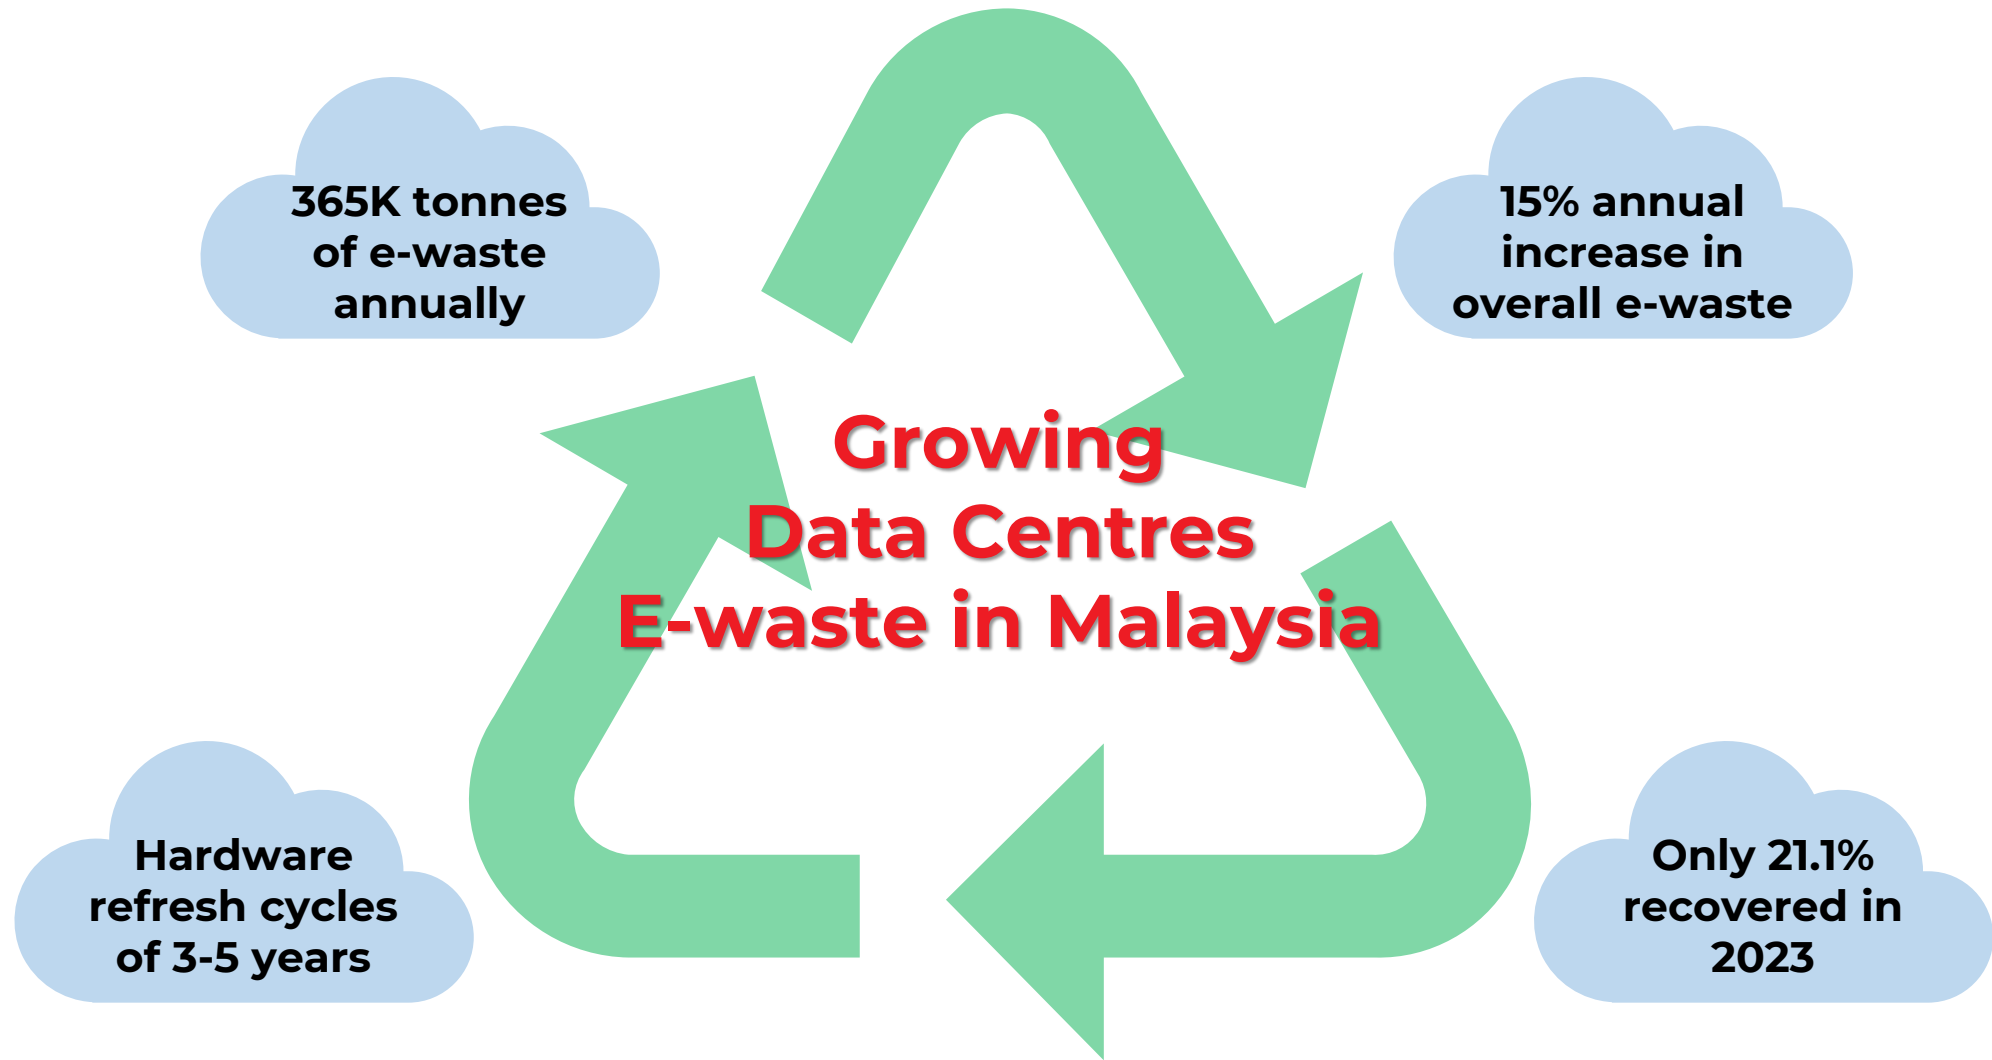 365K tonnes
of e-waste
annually
15% annual
increase in
overall e-waste
Growing
Data Centres
E-waste in Malaysia
Hardware
refresh cycles
of 3-5 years
Only 21.1%
recovered in
2023